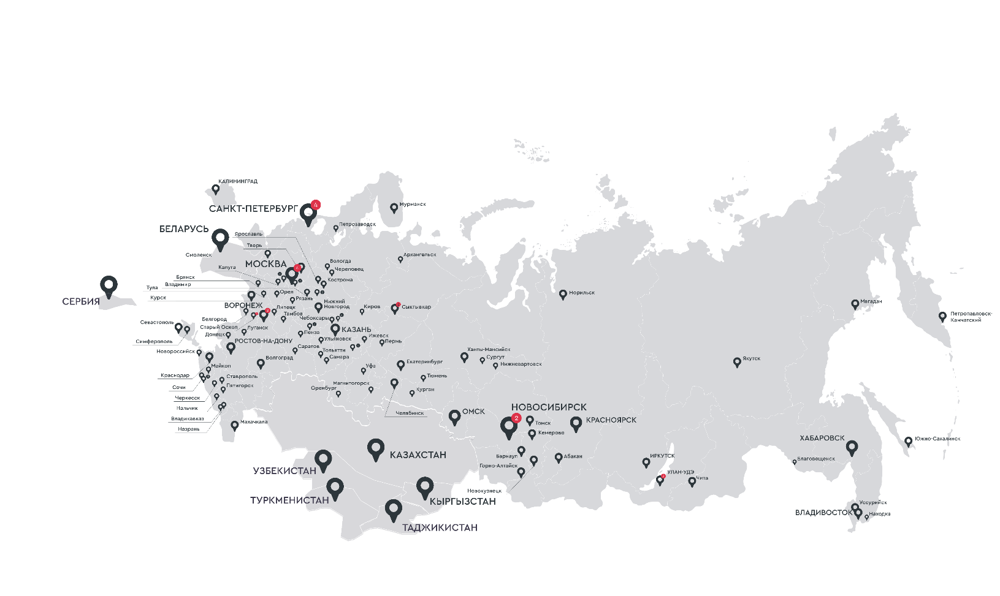 КАЛИНИНГРАД
САНКТ-ПЕТЕРБУРГ
4
Мурманск
БЕЛАРУСЬ
Петрозаводск
Ярославль
Тверь
Смоленск
Архангельск
МОСКВА
Вологда
Калуга
Череповец
Брянск
Кострома
Владимир
Тула
Орел
Норильск
Курск
Рязань
СЕРБИЯ
Нижний
Новгород
Магадан
ВОРОНЕЖ
Липецк
Киров
Сыктывкар
Тамбов
Петропавловск-
Камчатский
Белгород
Чебоксары
Севастополь
Старый Оскол
Луганск
КАЗАНЬ
Донецк
Пенза
Ижевск
Симферополь
РОСТОВ-НА-ДОНУ
Ульяновск
Пермь
Новороссийск
Саратов
Тольятти
Ханты-Мансийск
Волгоград
Самара
Сургут
Якутск
Екатеринбург
Нижневартовск
Майкоп
Уфа
Краснодар
Ставрополь
Тюмень
Сочи
Пятигорск
Магнитогорск
Оренбург
Курган
Черкесск
Нальчик
Челябинск
ОМСК
НОВОСИБИРСК
2
Владикавказ
Махачкала
Томск
КРАСНОЯРСК
Назрань
Кемерово
ХАБАРОВСК
Южно-Сахалинск
КАЗАХСТАН
Барнаул
Абакан
ИРКУТСК
Благовещенск
УЗБЕКИСТАН
Горно-Алтайск
УЛАН-УДЭ
Чита
Новокузнецк
ТУРКМЕНИСТАН
КЫРГЫЗСТАН
Уссурийск
ВЛАДИВОСТОК
Находка
ТАДЖИКИСТАН